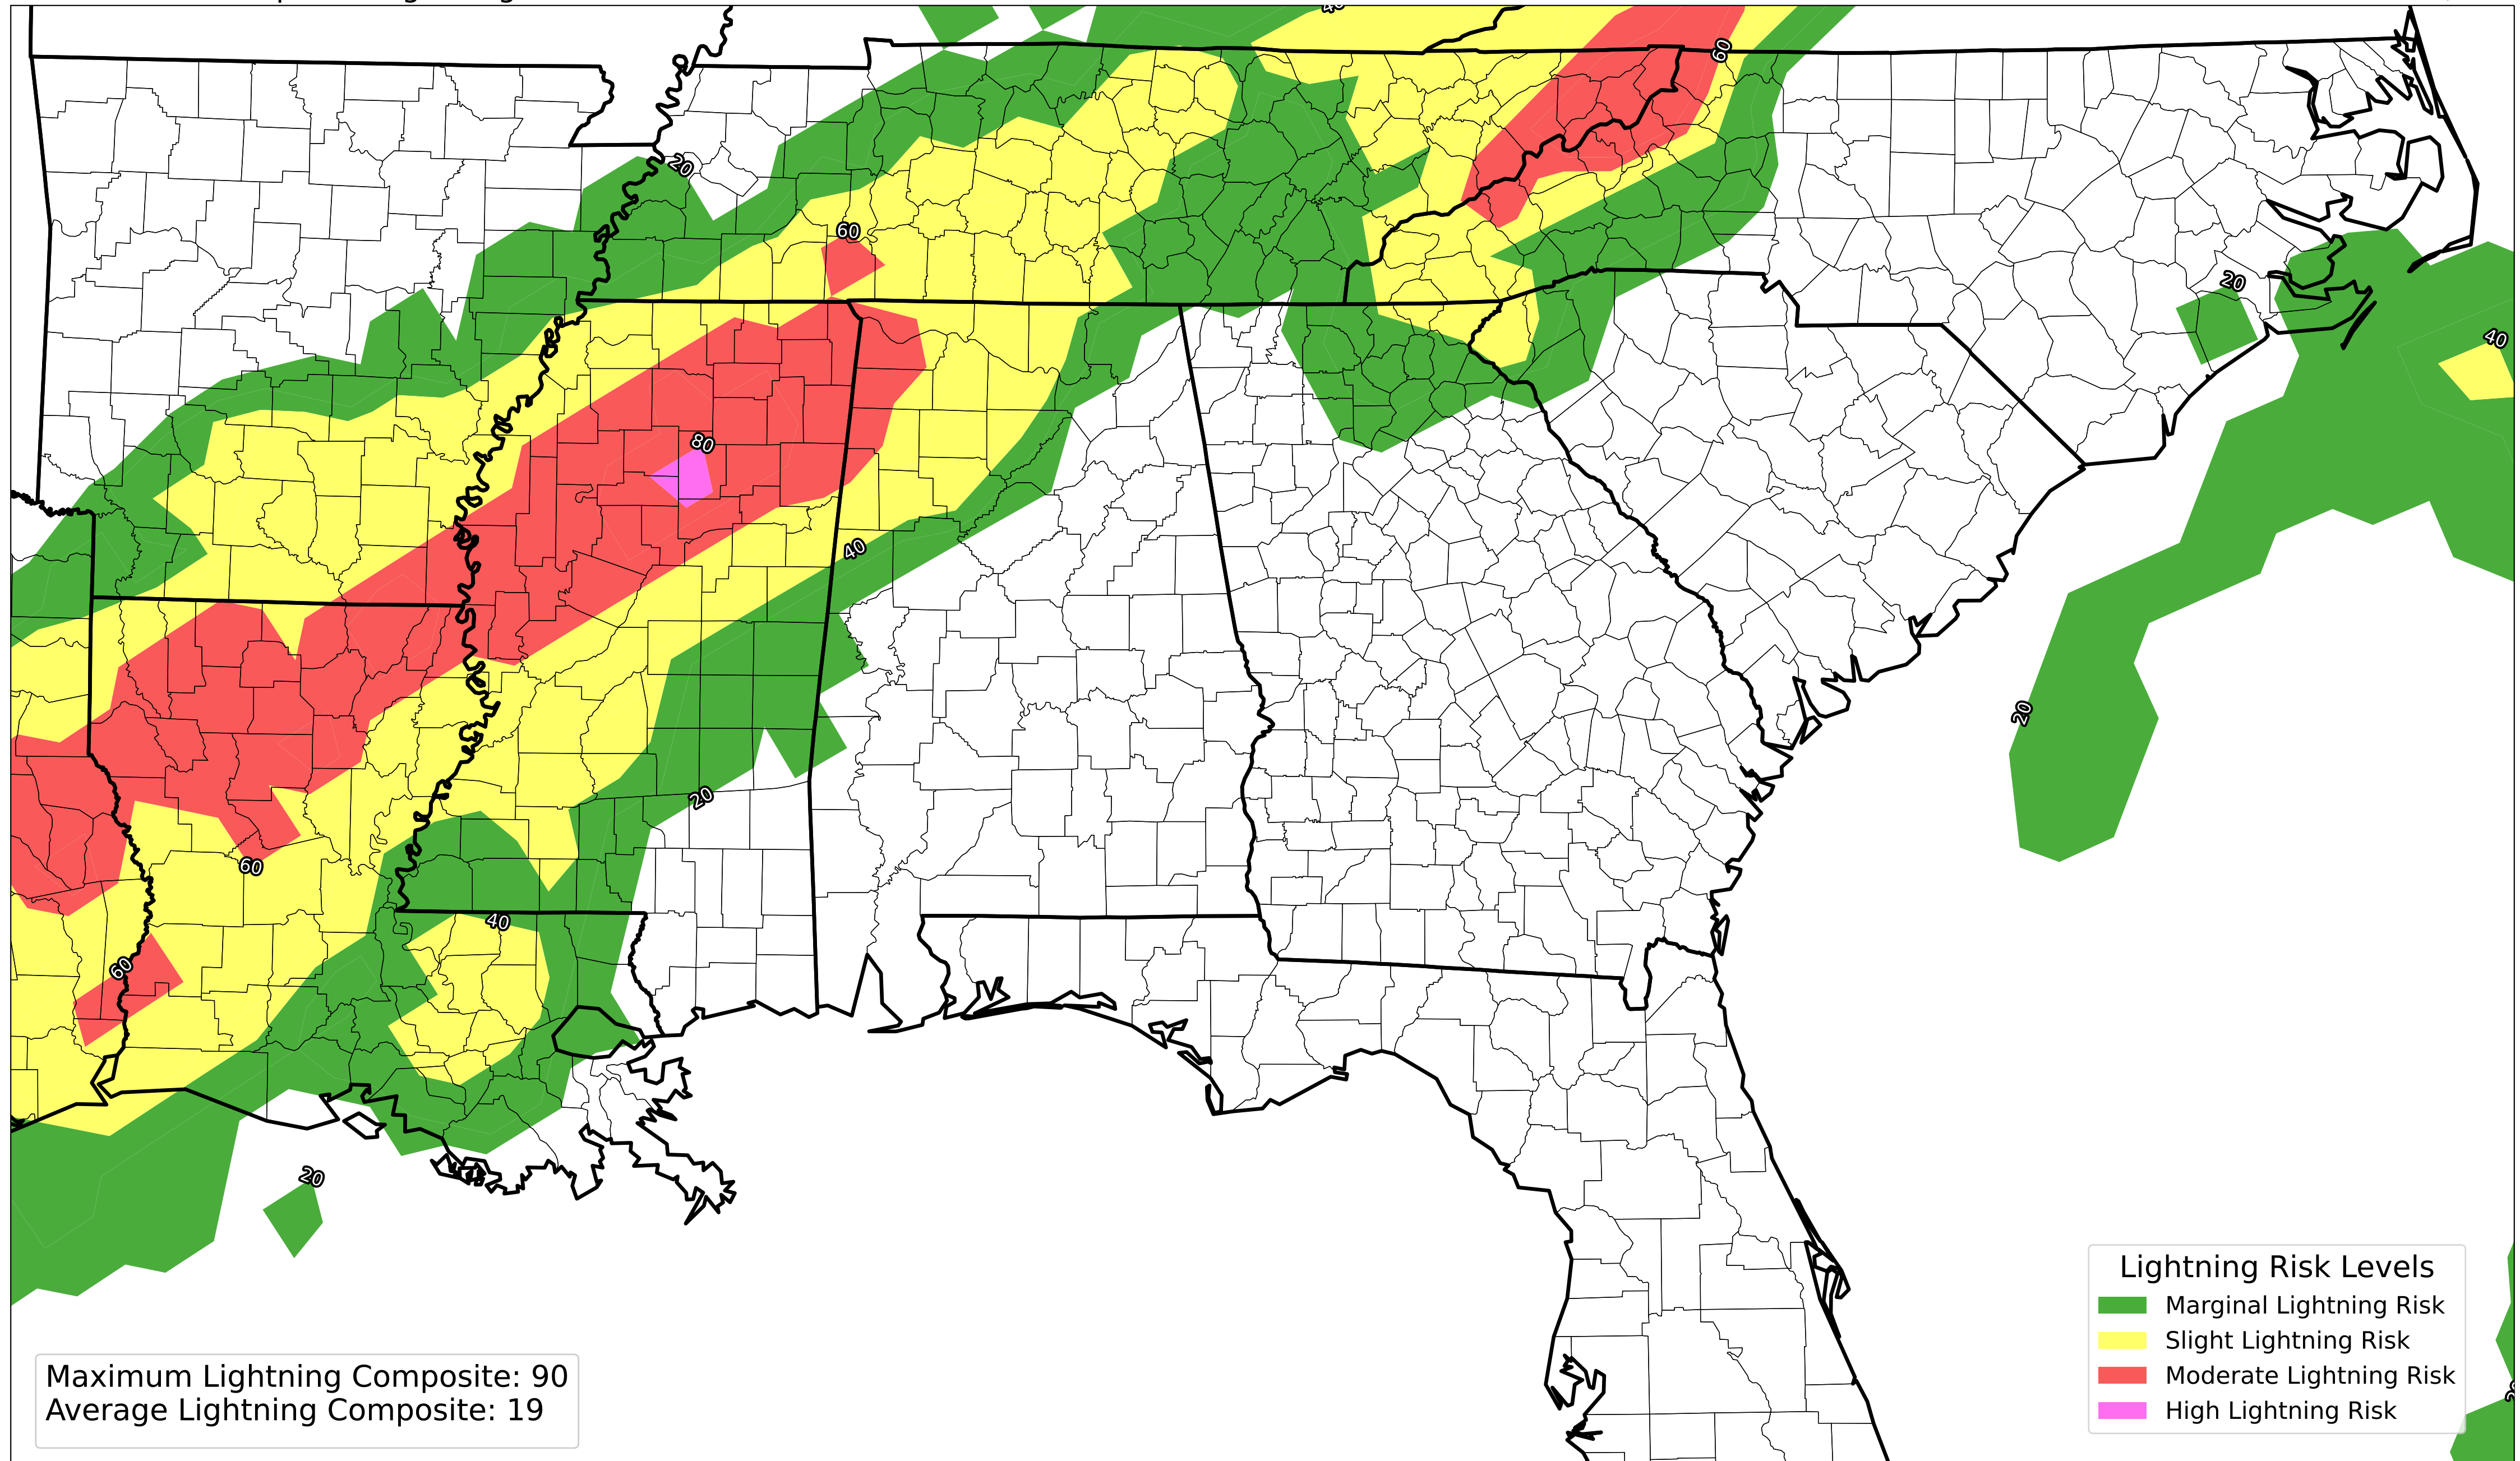 40
60
20
60
20
40
80
40
20
20
60
40
60
20
Lightning Risk Levels
Marginal Lightning Risk
Slight Lightning Risk
Moderate Lightning Risk
High Lightning Risk
Maximum Lightning Composite: 90
Average Lightning Composite: 19